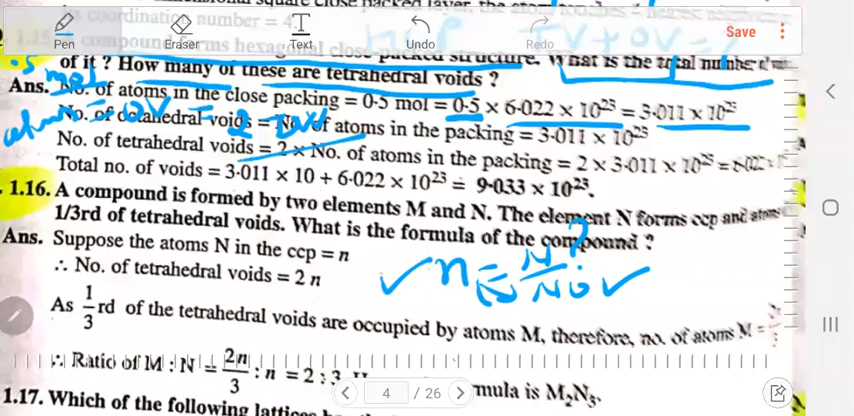 coordination number = 4
Pen
Eraser
Text
Undo
Redo
Save
compound forms hexagonal close-packed structure. What is the total number
of it ? How many of these are tetrahedral voids ?
.5 mol
Ans. No. of atoms in the close packing = 0·5 mol = 0·5 × 6·022 × 10²³ = 3·011 × 10²³
No. of octahedral voids = No. of atoms in the packing = 3·011 × 10²³
No. of tetrahedral voids = 2 × No. of atoms in the packing = 2 × 3·011 × 10²³
Total no. of voids = 3·011 × 10 + 6·022 × 10²³ = 9·033 × 10²³.
1.16. A compound is formed by two elements M and N. The element N forms ccp and atoms
1/3rd of tetrahedral voids. What is the formula of the compound ?
Ans. Suppose the atoms N in the ccp = n
∴ No. of tetrahedral voids = 2 n
As 1/3 rd of the tetrahedral voids are occupied by atoms M, therefore, no. of atoms M =
∴ Ratio of M : N = 2n/3 : n = 2 : 3
mula is M₂N₃.
4 / 26
1.17. Which of the following lattices